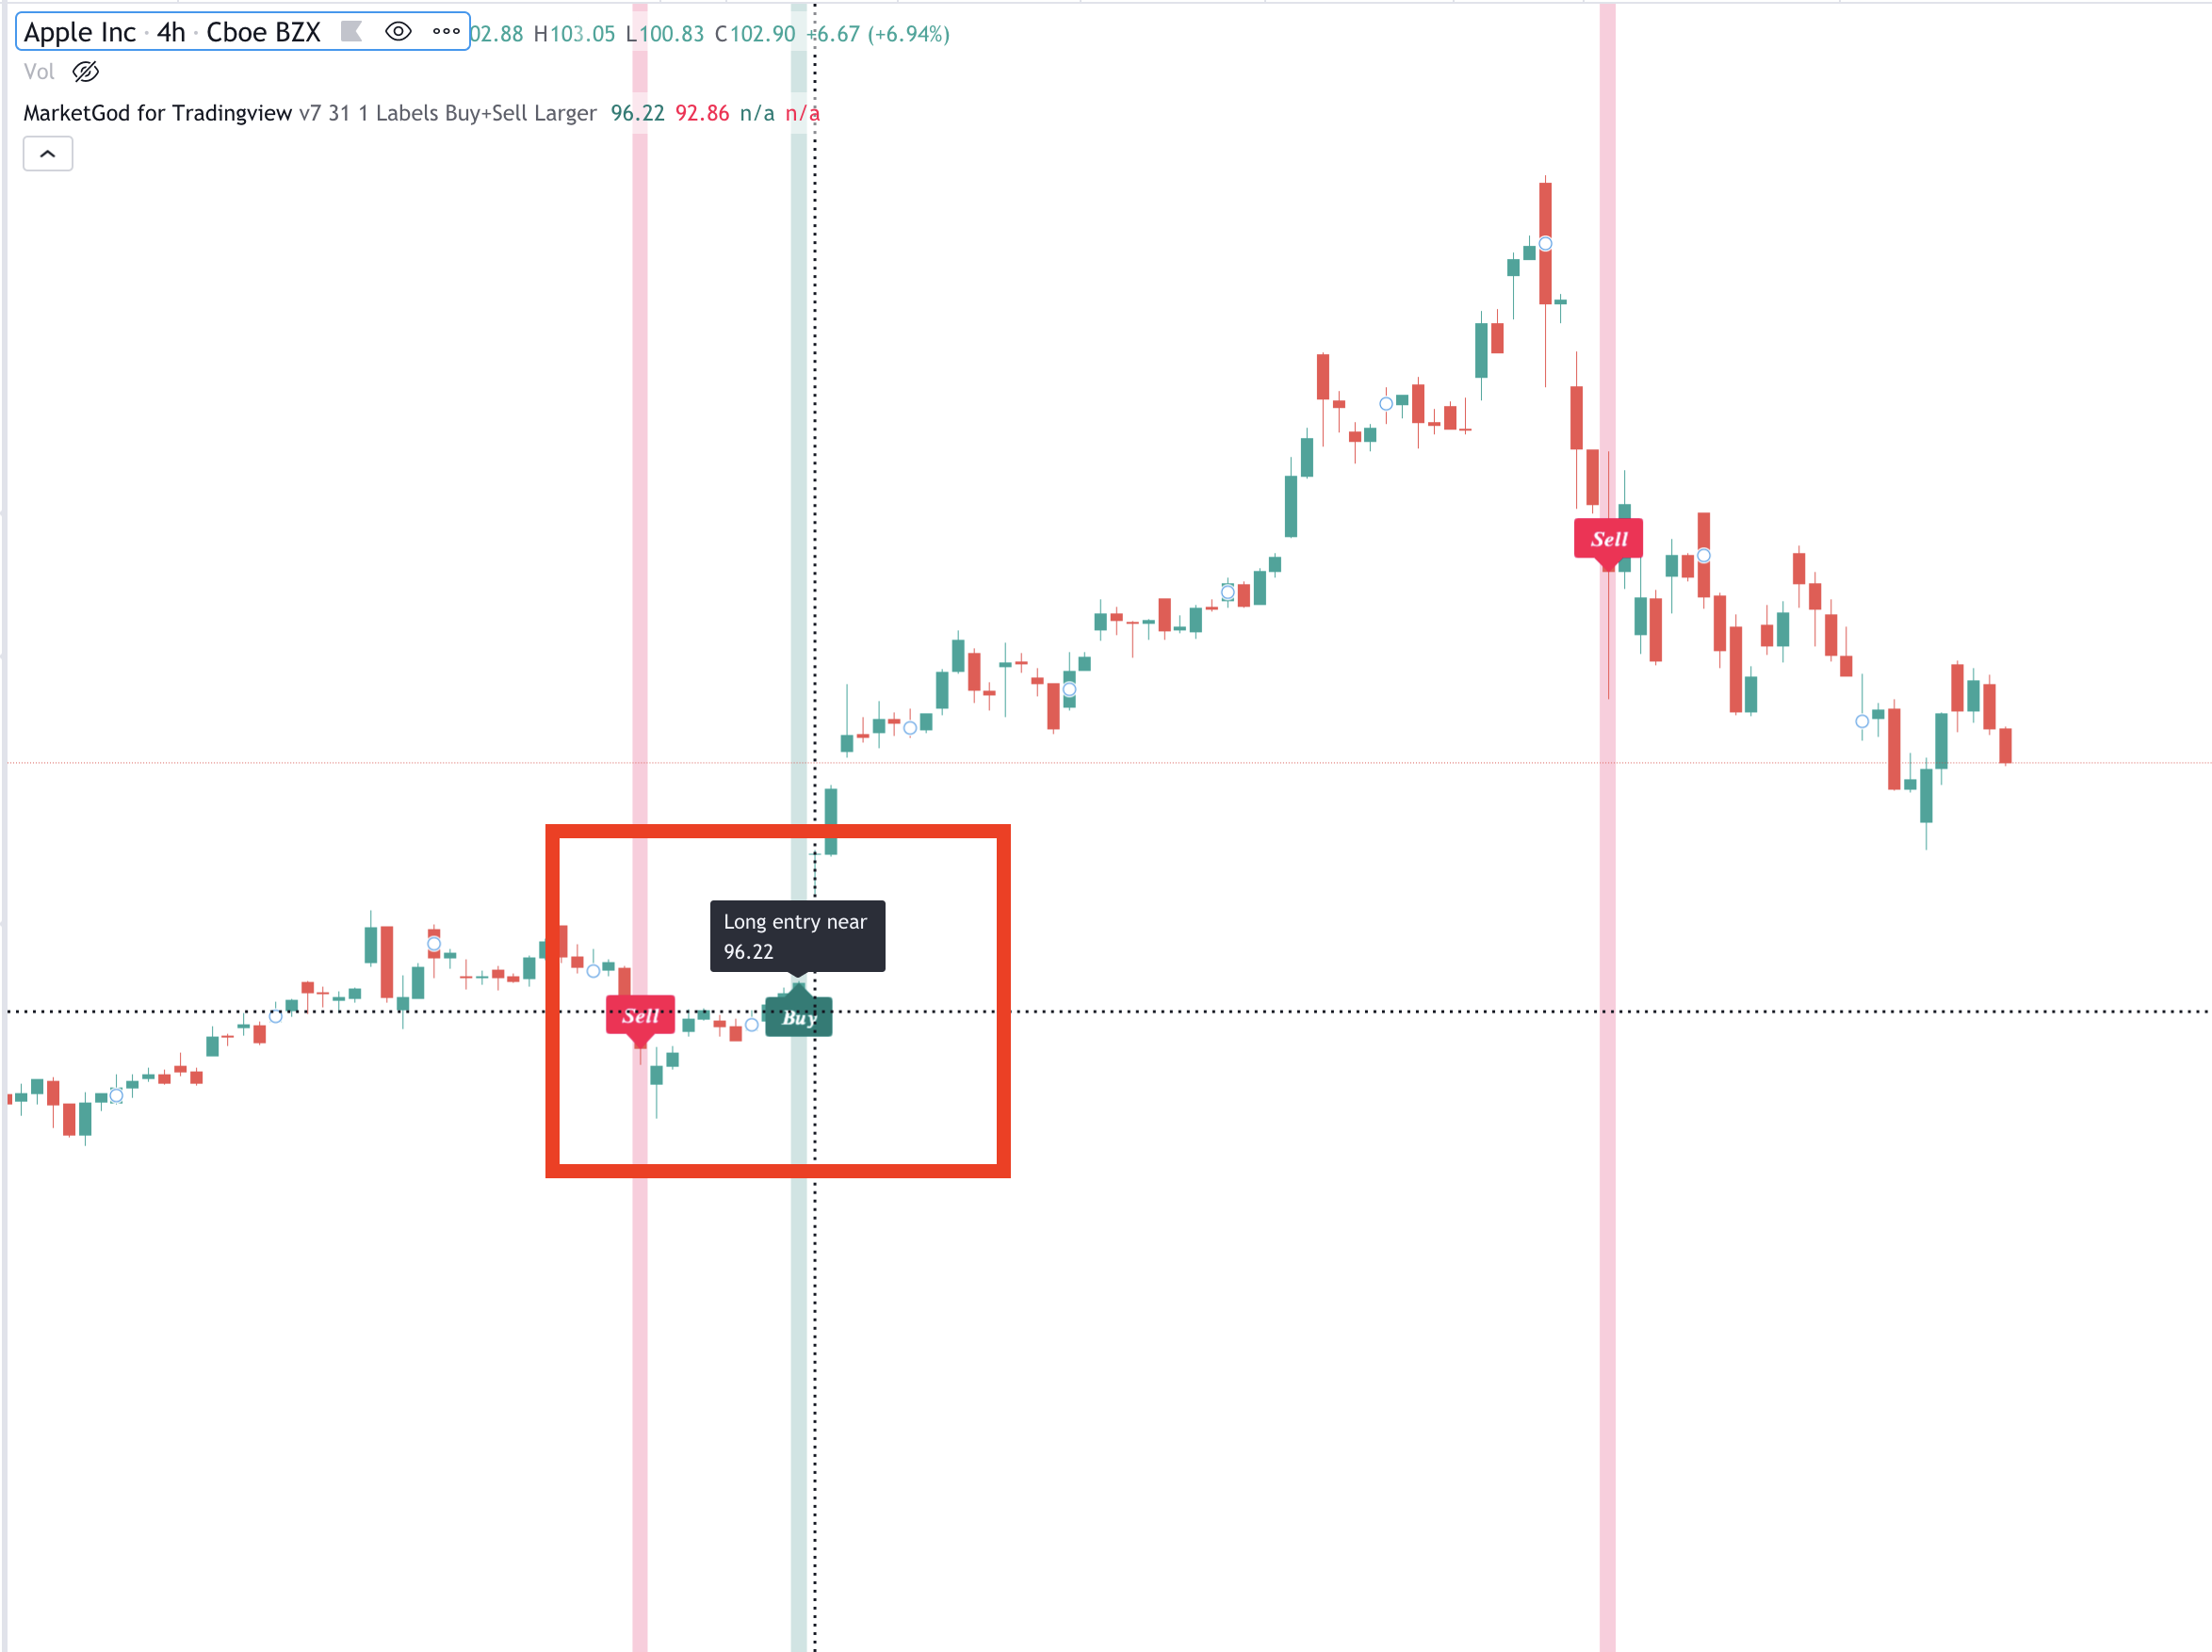 Apple Inc · 4h · Cboe BZX 02.88 H103.05 L100.83 C102.90 +6.67 (+6.94%)
Vol
MarketGod for Tradingview v7 31 1 Labels Buy+Sell Larger 96.22 92.86 n/a n/a
Sell
Long entry near
96.22
Sell
Buy